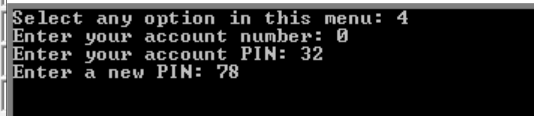 Select any option in this menu: 4
Enter your account number: 0
Enter your account PIN: 32
Enter a new PIN: 78